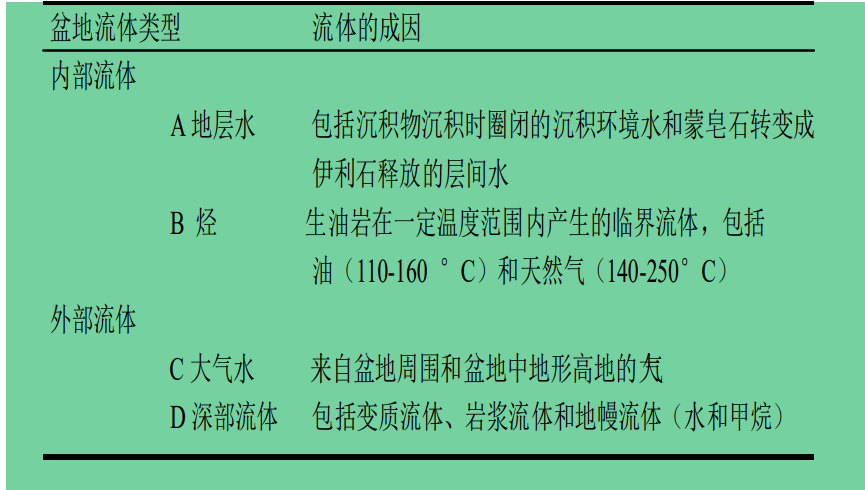 盆地流体类型 流体的成因
内部流体
A 地层水 包括沉积物沉积时圈闭的沉积环境水和蒙皂石转变成
伊利石释放的层间水
B 烃 生油岩在一定温度范围内产生的临界流体，包括
油（110-160 °C）和天然气（140-250°C）
外部流体
C 大气水 来自盆地周围和盆地中地形高地的大气
D 深部流体 包括变质流体、岩浆流体和地幔流体（水和甲烷）